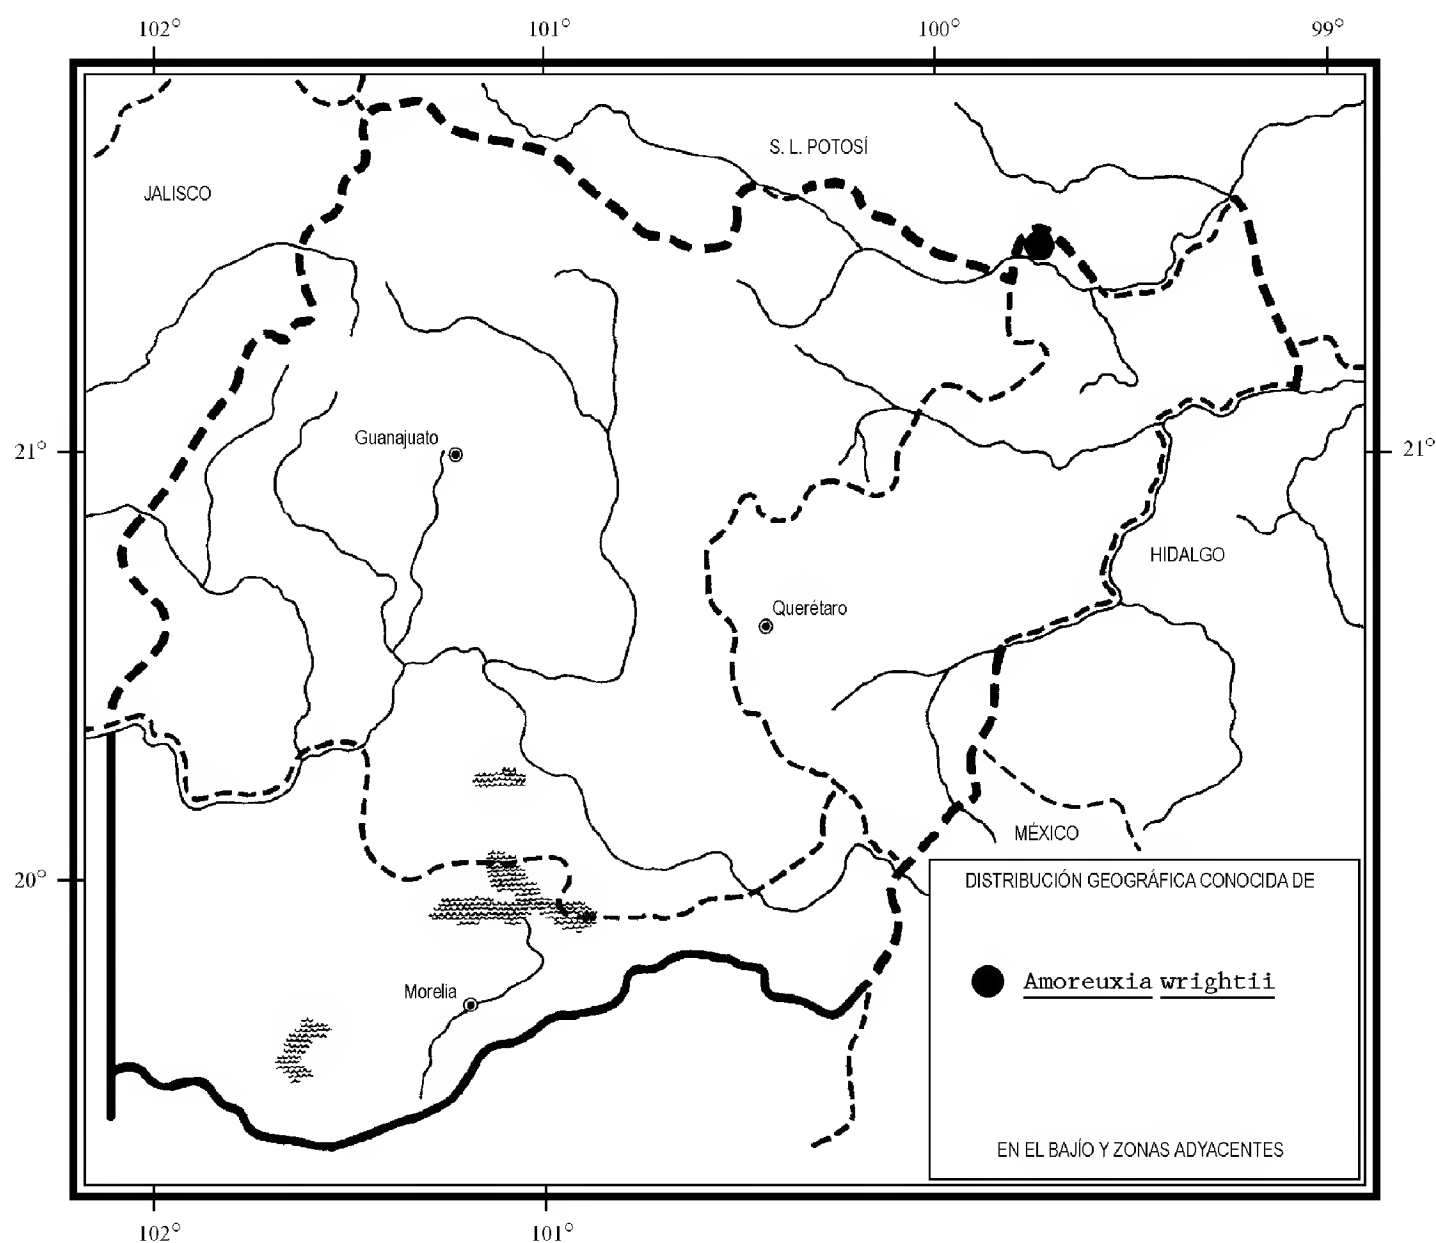 102° 101° 100° 99°
S. L. POTOSÍ
JALISCO
Guanajuato
21° 21°
HIDALGO
Querétaro
MÉXICO
20°
DISTRIBUCIÓN GEOGRÁFICA CONOCIDA DE
Amoreuxia wrightii
Morelia
EN EL BAJÍO Y ZONAS ADYACENTES
102° 101°